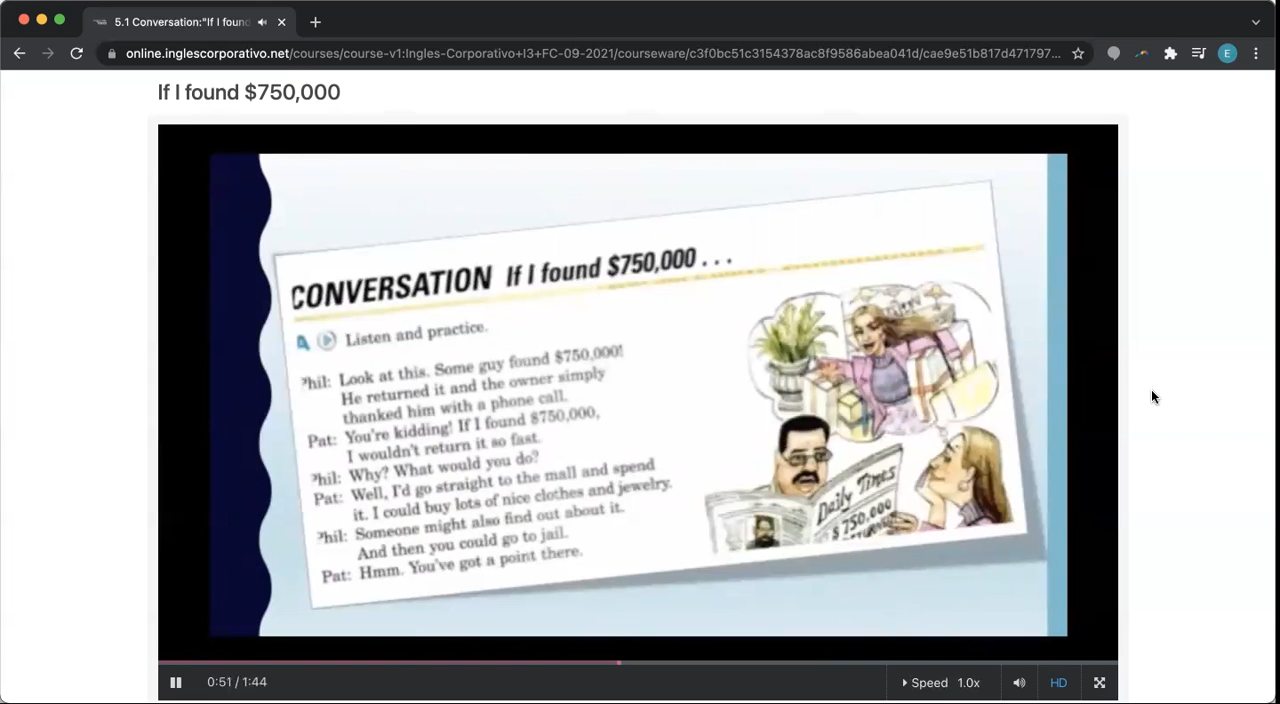 5.1 Conversation:"If I foun
online.inglescorporativo.net/courses/course-v1:Ingles-Corporativo+I3+FC-09-2021/courseware/c3f0bc51c3154378ac8f9586abea041d/cae9e51b817d471797...
E
If I found $750,000
CONVERSATION If I found $750,000 . . .
A Listen and practice.
Phil: Look at this. Some guy found $750,000!
He returned it and the owner simply
thanked him with a phone call.
Pat: You're kidding! If I found $750,000,
I wouldn't return it so fast.
Phil: Why? What would you do?
Pat: Well, I'd go straight to the mall and spend
it. I could buy lots of nice clothes and jewelry.
Phil: Someone might also find out about it.
And then you could go to jail.
Pat: Hmm. You've got a point there.
Daily Times
$750,000
0:51 / 1:44
Speed 1.0x
HD